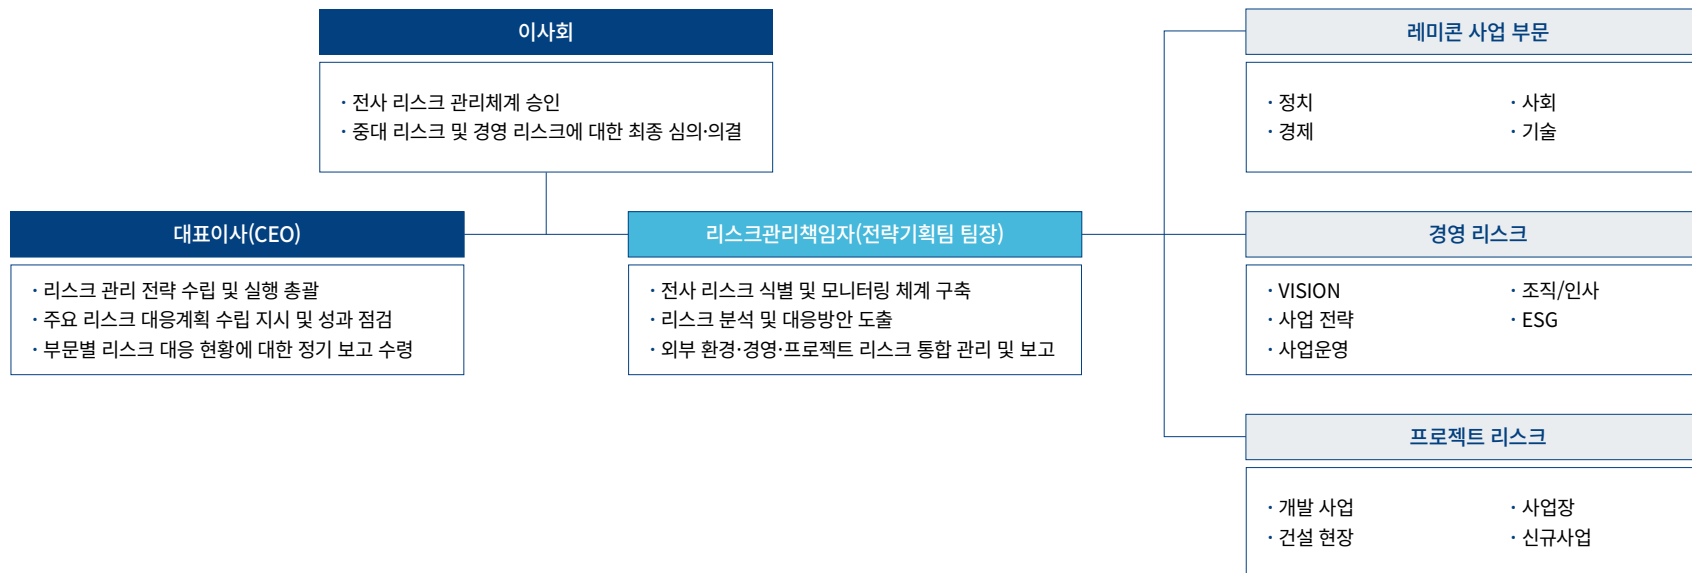 이사회
· 전사 리스크 관리체계 승인
· 중대 리스크 및 경영 리스크에 대한 최종 심의·의결
대표이사(CEO)
· 리스크 관리 전략 수립 및 실행 총괄
· 주요 리스크 대응계획 수립 지시 및 성과 점검
· 부문별 리스크 대응 현황에 대한 정기 보고 수령
리스크관리책임자(전략기획팀 팀장)
· 전사 리스크 식별 및 모니터링 체계 구축
· 리스크 분석 및 대응방안 도출
· 외부 환경·경영·프로젝트 리스크 통합 관리 및 보고
레미콘 사업 부문
· 정치
· 경제
· 사회
· 기술
경영 리스크
· VISION
· 사업 전략
· 사업운영
· 조직/인사
· ESG
프로젝트 리스크
· 개발 사업
· 건설 현장
· 사업장
· 신규사업